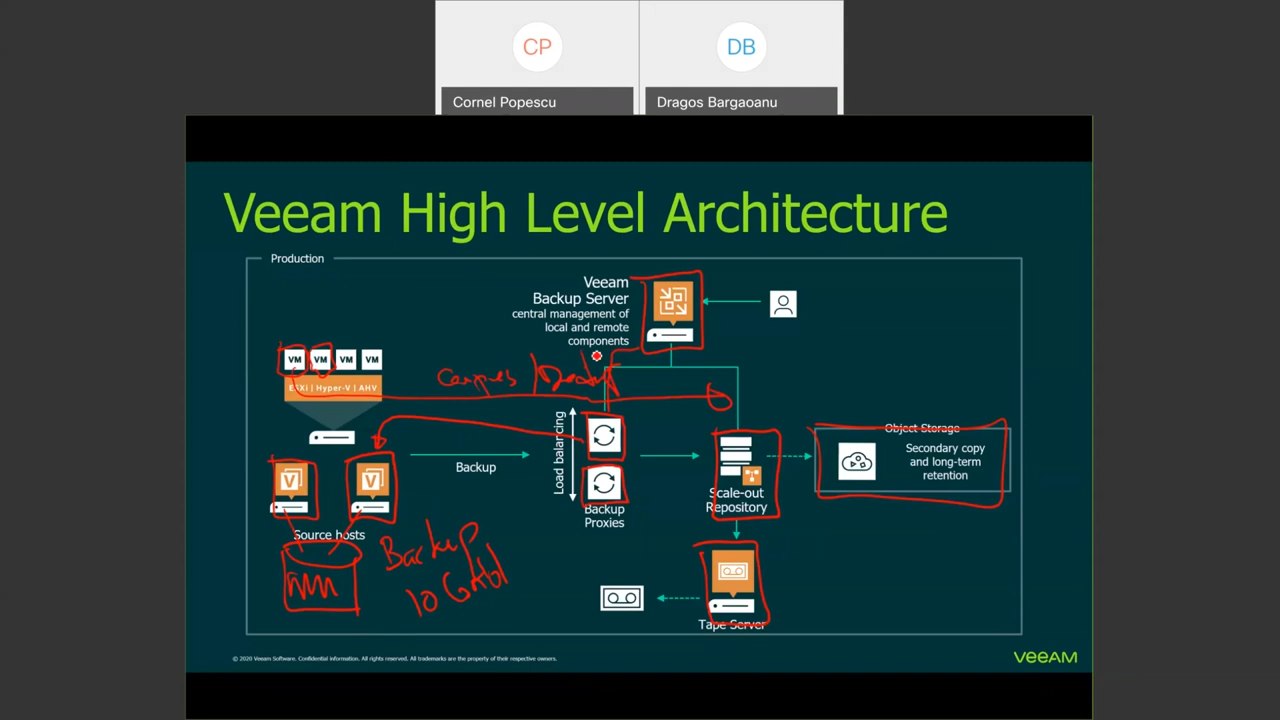 CP
DB
Cornel Popescu
Dragos Bargaoanu
Veeam High Level Architecture
Production
Veeam
Backup Server
central management of
local and remote
components
VM VM VM VM
ESXi | Hyper-V | AHV
Load balancing
Object Storage
Secondary copy
and long-term
retention
Backup
Scale-out
Repository
Backup
Proxies
Source hosts
Backup
10
Tape Server
© 2020 Veeam Software. Confidential information. All rights reserved. All trademarks are the property of their respective owners.
VEEAM